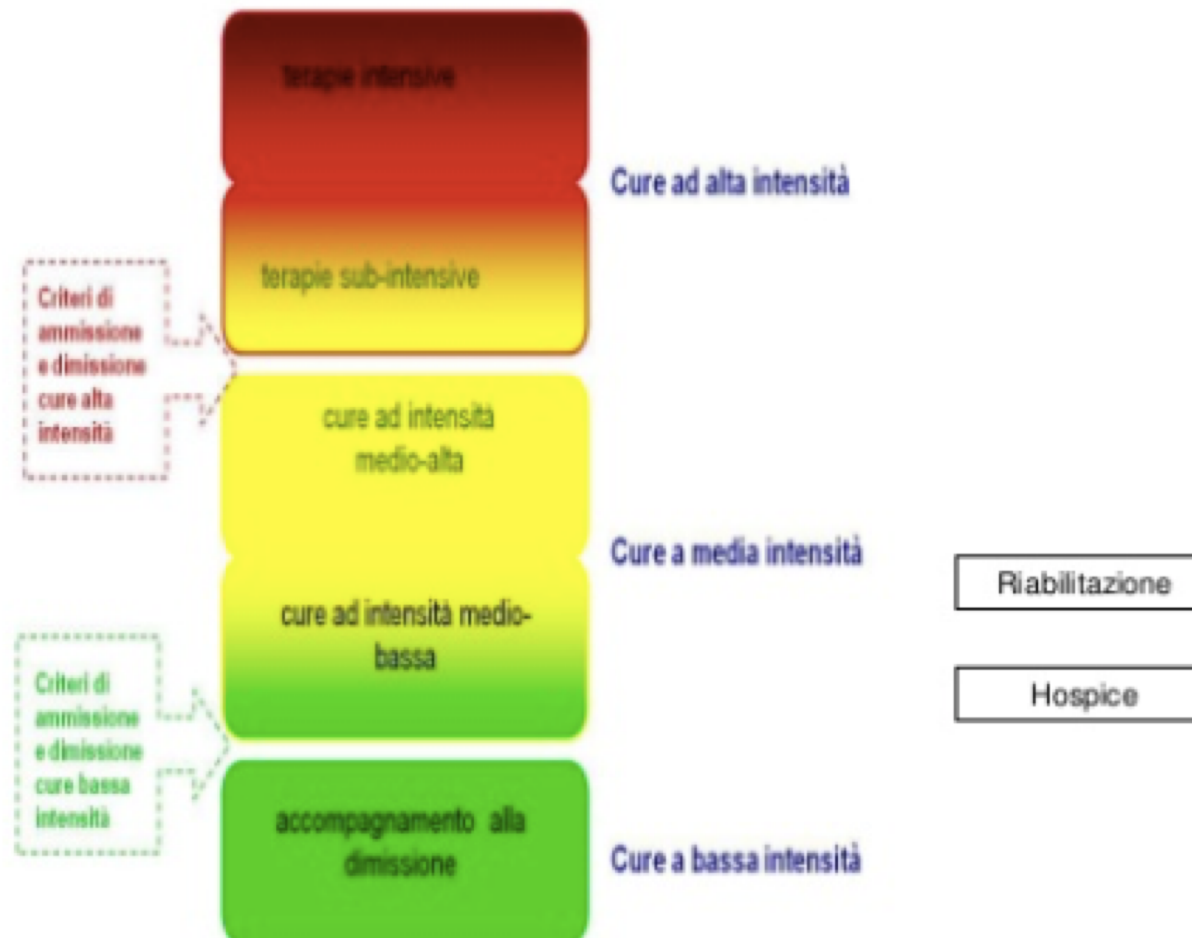 terapie intensive
Cure ad alta intensità
terapie sub-intensive
Criteri di
ammissione
e dimissione
cure alta
intensità
cure ad intensità
medio-alta
Cure a media intensità
Riabilitazione
cure ad intensità medio-
bassa
Hospice
Criteri di
ammissione
e dimissione
cure bassa
intensità
accompagnamento alla
dimissione
Cure a bassa intensità